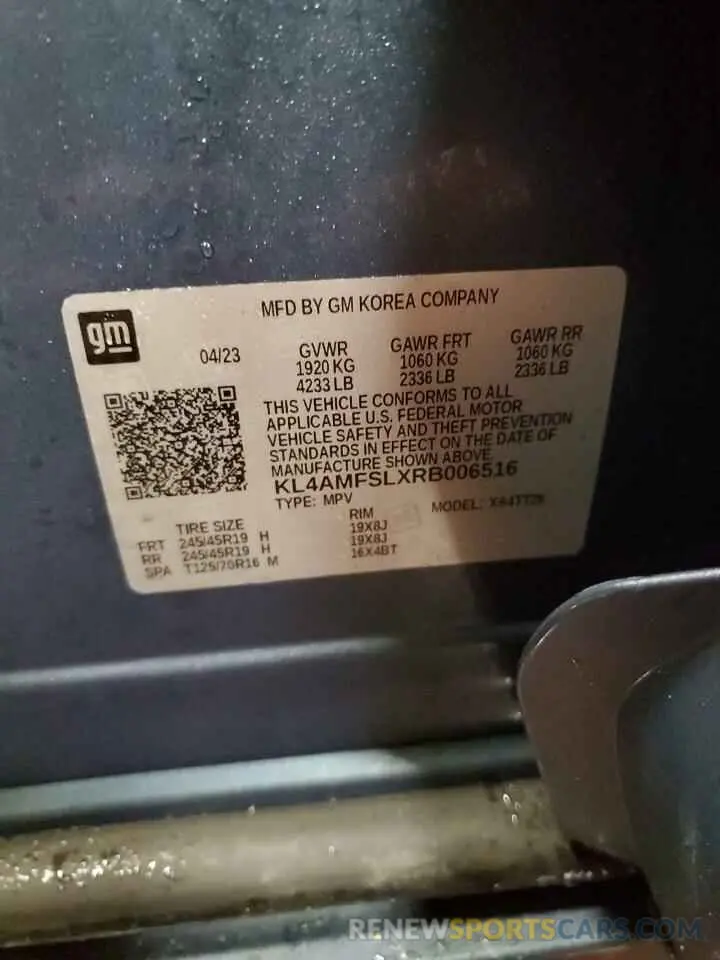 MFD BY GM KOREA COMPANY
gm
04/23 GVWR GAWR FRT GAWR RR
1920 KG 1060 KG 1060 KG
4233 LB 2336 LB 2336 LB
THIS VEHICLE CONFORMS TO ALL
APPLICABLE U.S. FEDERAL MOTOR
VEHICLE SAFETY AND THEFT PREVENTION
STANDARDS IN EFFECT ON THE DATE OF
MANUFACTURE SHOWN ABOVE.
KL4AMFSLXRB006516
TYPE: MPV MODEL:
TIRE SIZE RIM
FRT 245/45R19 H 19X8J
RR 245/45R19 H 19X8J
SPA T125/70R16 M 16X4BT
RENEWSPORTSCARS.COM